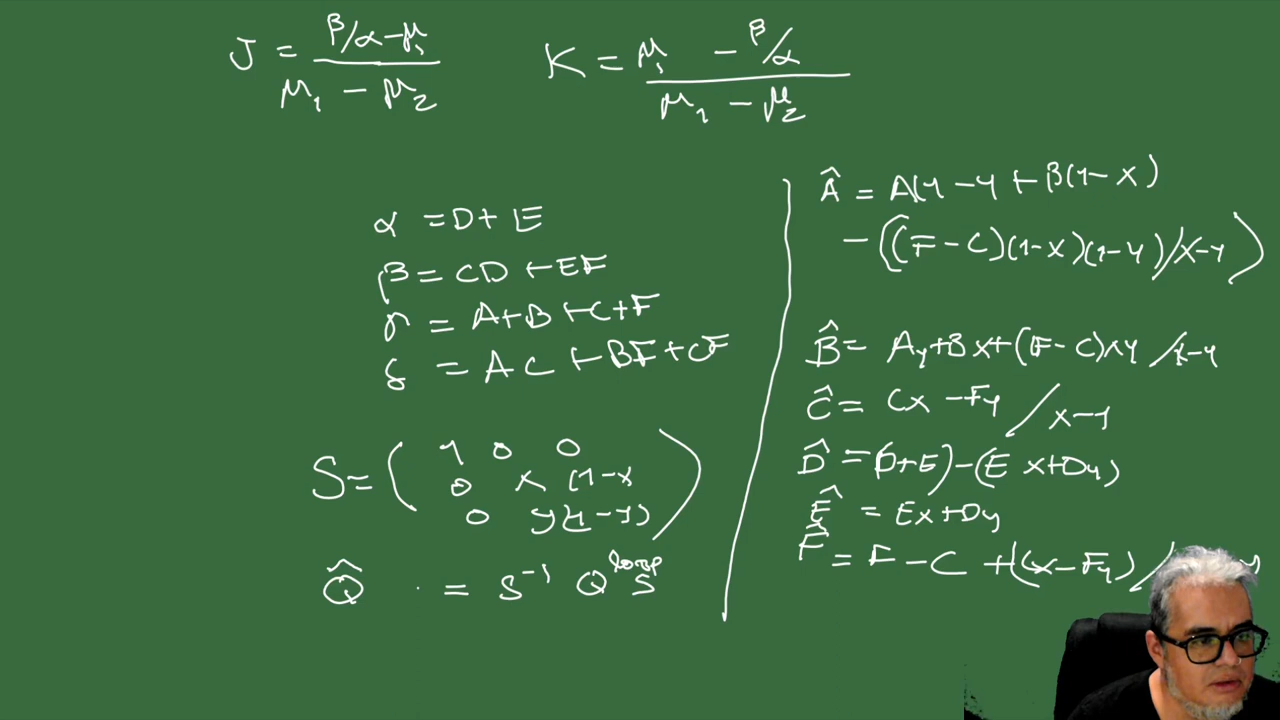 J = β/α - μ₁ / μ₁ - μ₂
K = μ₁ - β/α / μ₁ - μ₂
α = D + E
β = CD + EF
γ = A + B + C + F
δ = AC + BF + CF
S = ( 1 0 0
0 x (1-x
0 y (1-y) )
Q̂ = S⁻¹ Q^loop S
Â = A(1 - y + B(1 - x)
- ((F - C)(1-x)(1-y)/x-y)
B̂ = Ay + Bx + (F - C)xy / x-y
Ĉ = Cx - Fy / x-y
D̂ = (D+E) - (Ex + Dy)
Ê = Ex + Dy
F̂ = F - C + (Cx - Fy) / y